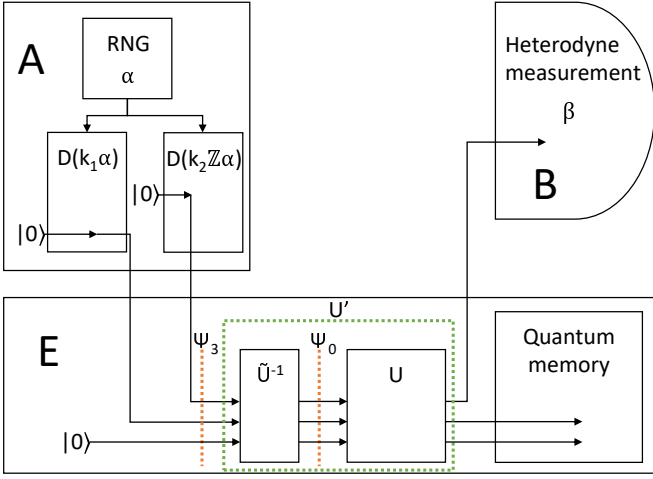 A
RNG
α
D(k₁α)
D(k₂ℤα)
|0⟩
|0⟩
Heterodyne
measurement
β
B
E
U'
Ψ₃
Ψ₀
Ũ⁻¹
U
|0⟩
Quantum
memory